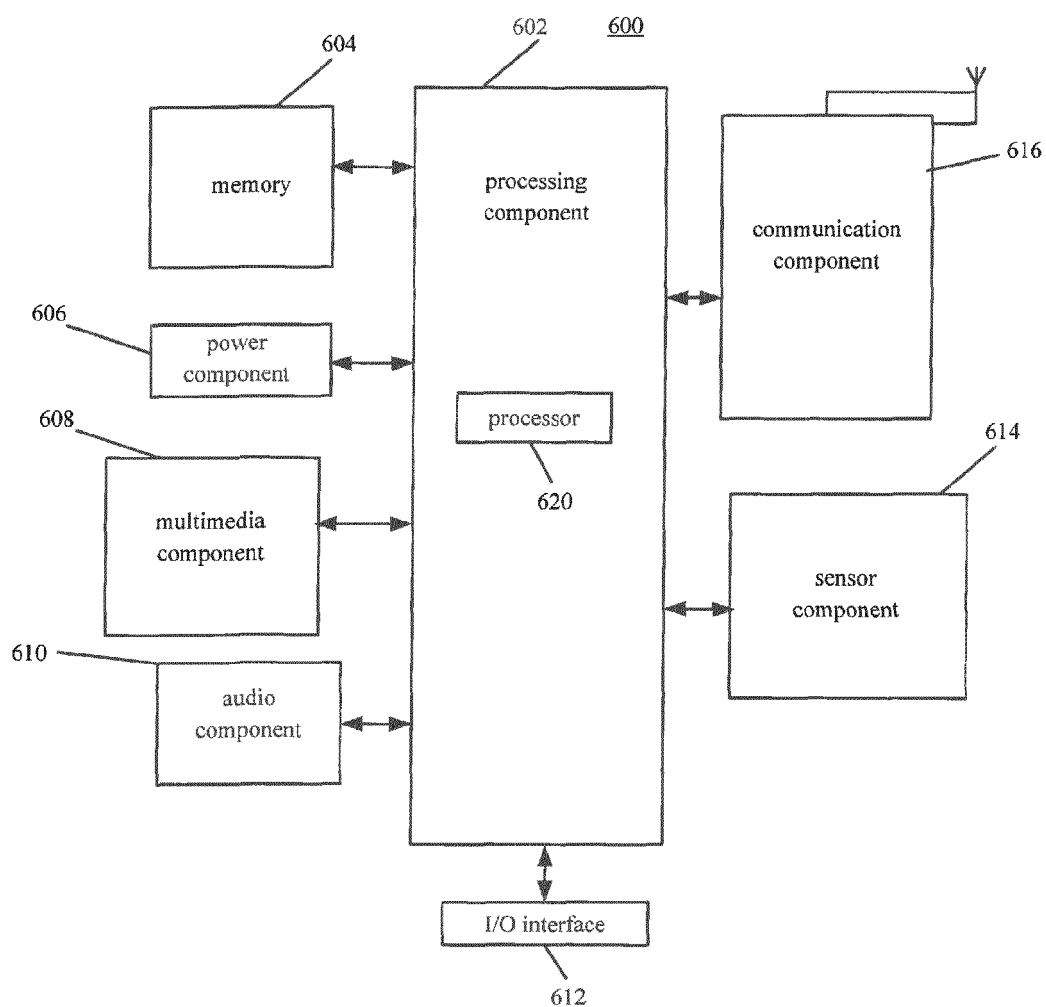 602
600
604
memory
processing
component
616
communication
component
606
power
component
processor
620
608
multimedia
component
614
sensor
component
610
audio
component
I/O interface
612